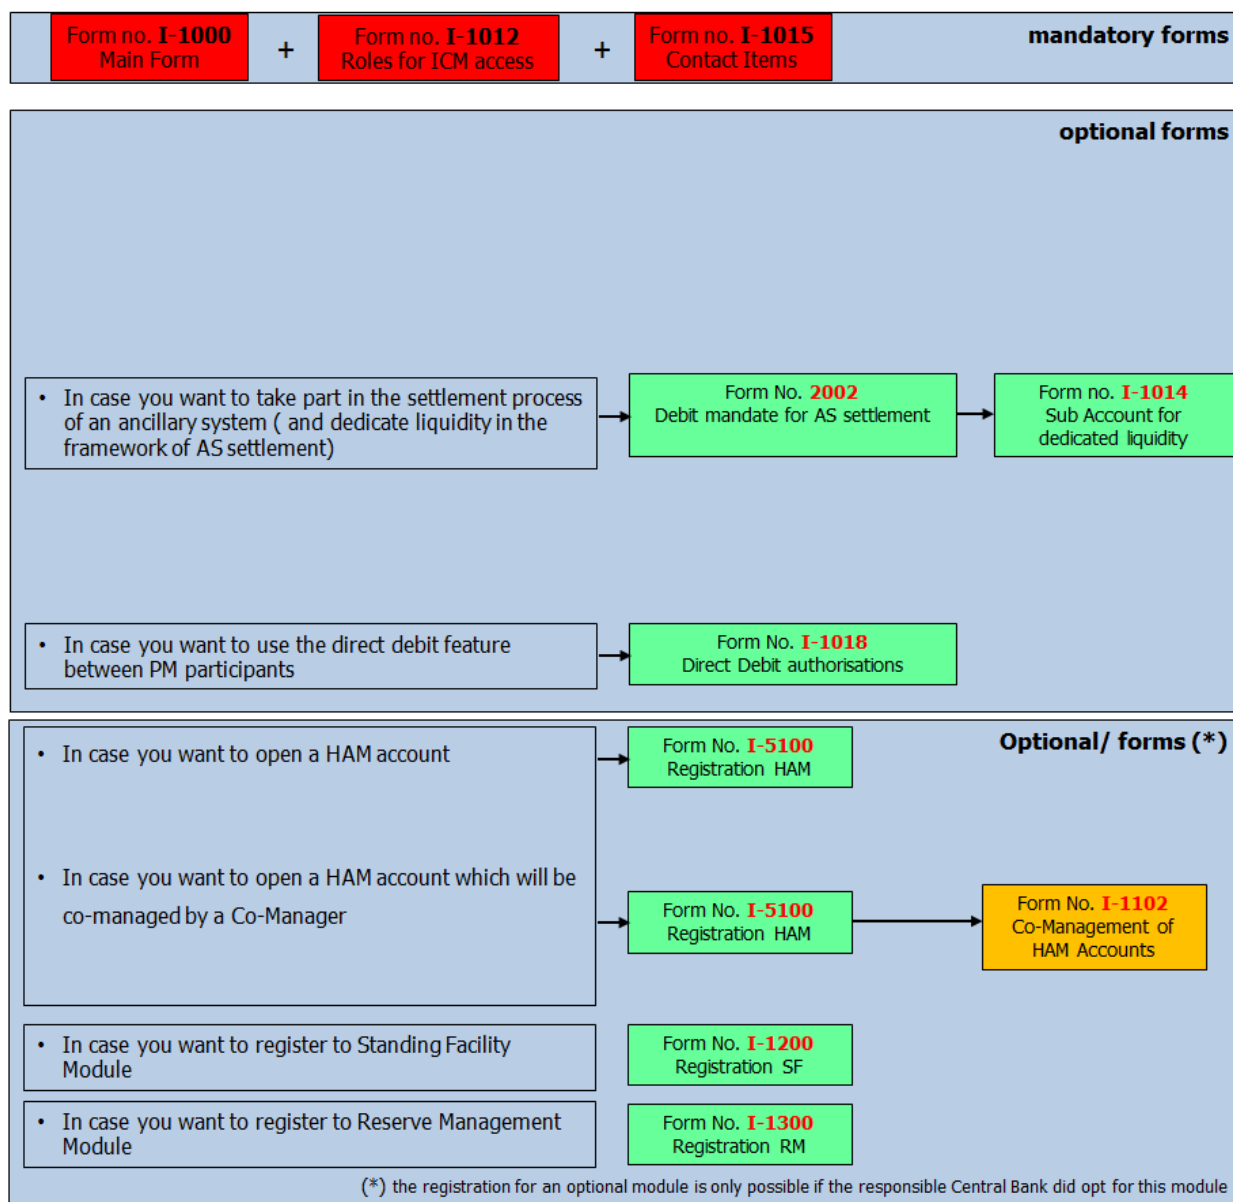 Form no. I-1000
Main Form
+
Form no. I-1012
Roles for ICM access
+
Form no. I-1015
Contact Items
mandatory forms
optional forms
• In case you want to take part in the settlement process
of an ancillary system ( and dedicate liquidity in the
framework of AS settlement)
Form No. 2002
Debit mandate for AS settlement
Form no. I-1014
Sub Account for
dedicated liquidity
• In case you want to use the direct debit feature
between PM participants
Form No. I-1018
Direct Debit authorisations
Optional/ forms (*)
• In case you want to open a HAM account
Form No. I-5100
Registration HAM
• In case you want to open a HAM account which will be
co-managed by a Co-Manager
Form No. I-5100
Registration HAM
Form No. I-1102
Co-Management of
HAM Accounts
• In case you want to register to Standing Facility
Module
Form No. I-1200
Registration SF
• In case you want to register to Reserve Management
Module
Form No. I-1300
Registration RM
(*) the registration for an optional module is only possible if the responsible Central Bank did opt for this module